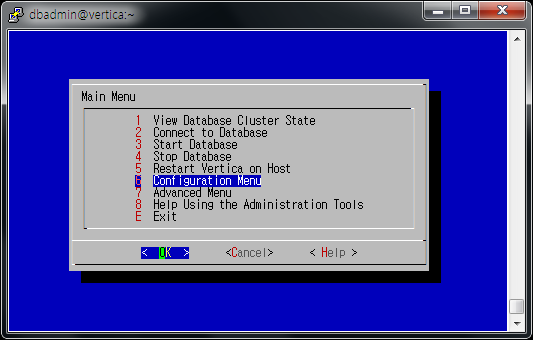 dbadmin@vertica:~
Main Menu
1 View Database Cluster State
2 Connect to Database
3 Start Database
4 Stop Database
5 Restart Vertica on Host
6 Configuration Menu
7 Advanced Menu
8 Help Using the Administration Tools
E Exit
< OK > <Cancel> < Help >